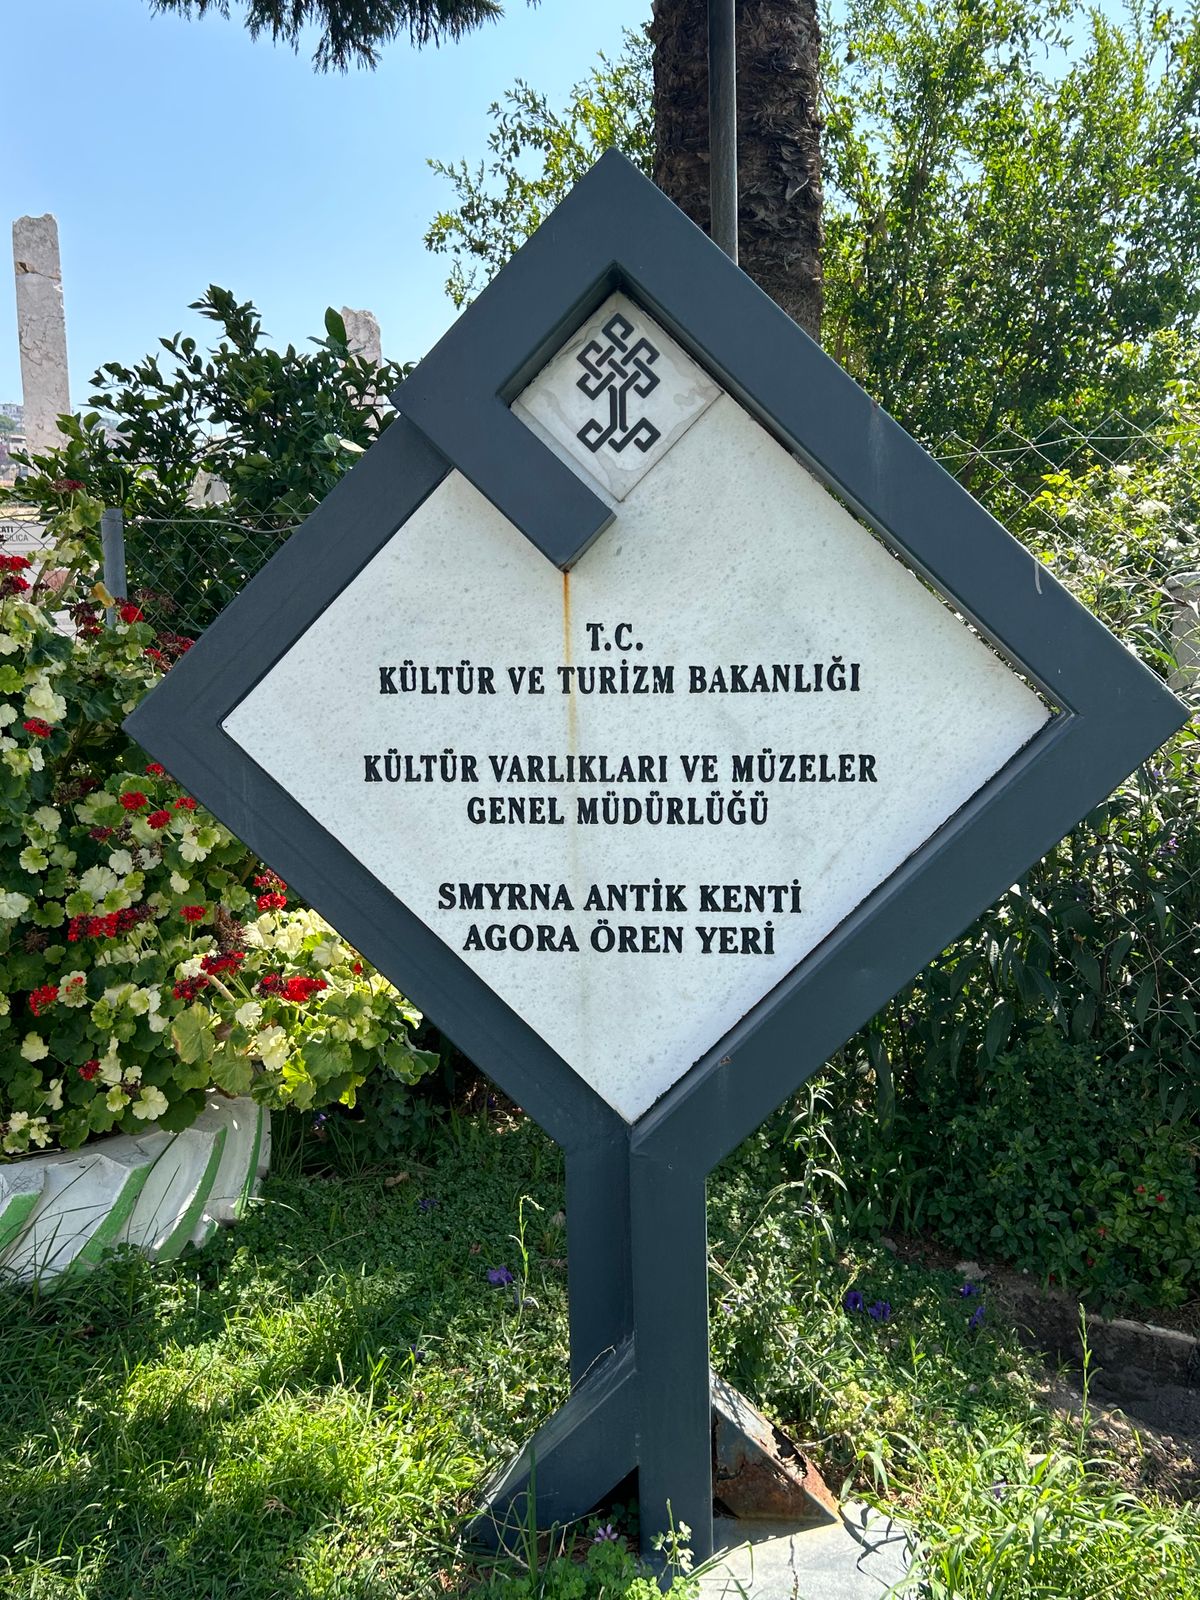 T.C.
KÜLTÜR VE TURİZM BAKANLIĞI
KÜLTÜR VARLIKLARI VE MÜZELER
GENEL MÜDÜRLÜĞÜ
SMYRNA ANTİK KENTİ
AGORA ÖREN YERİ